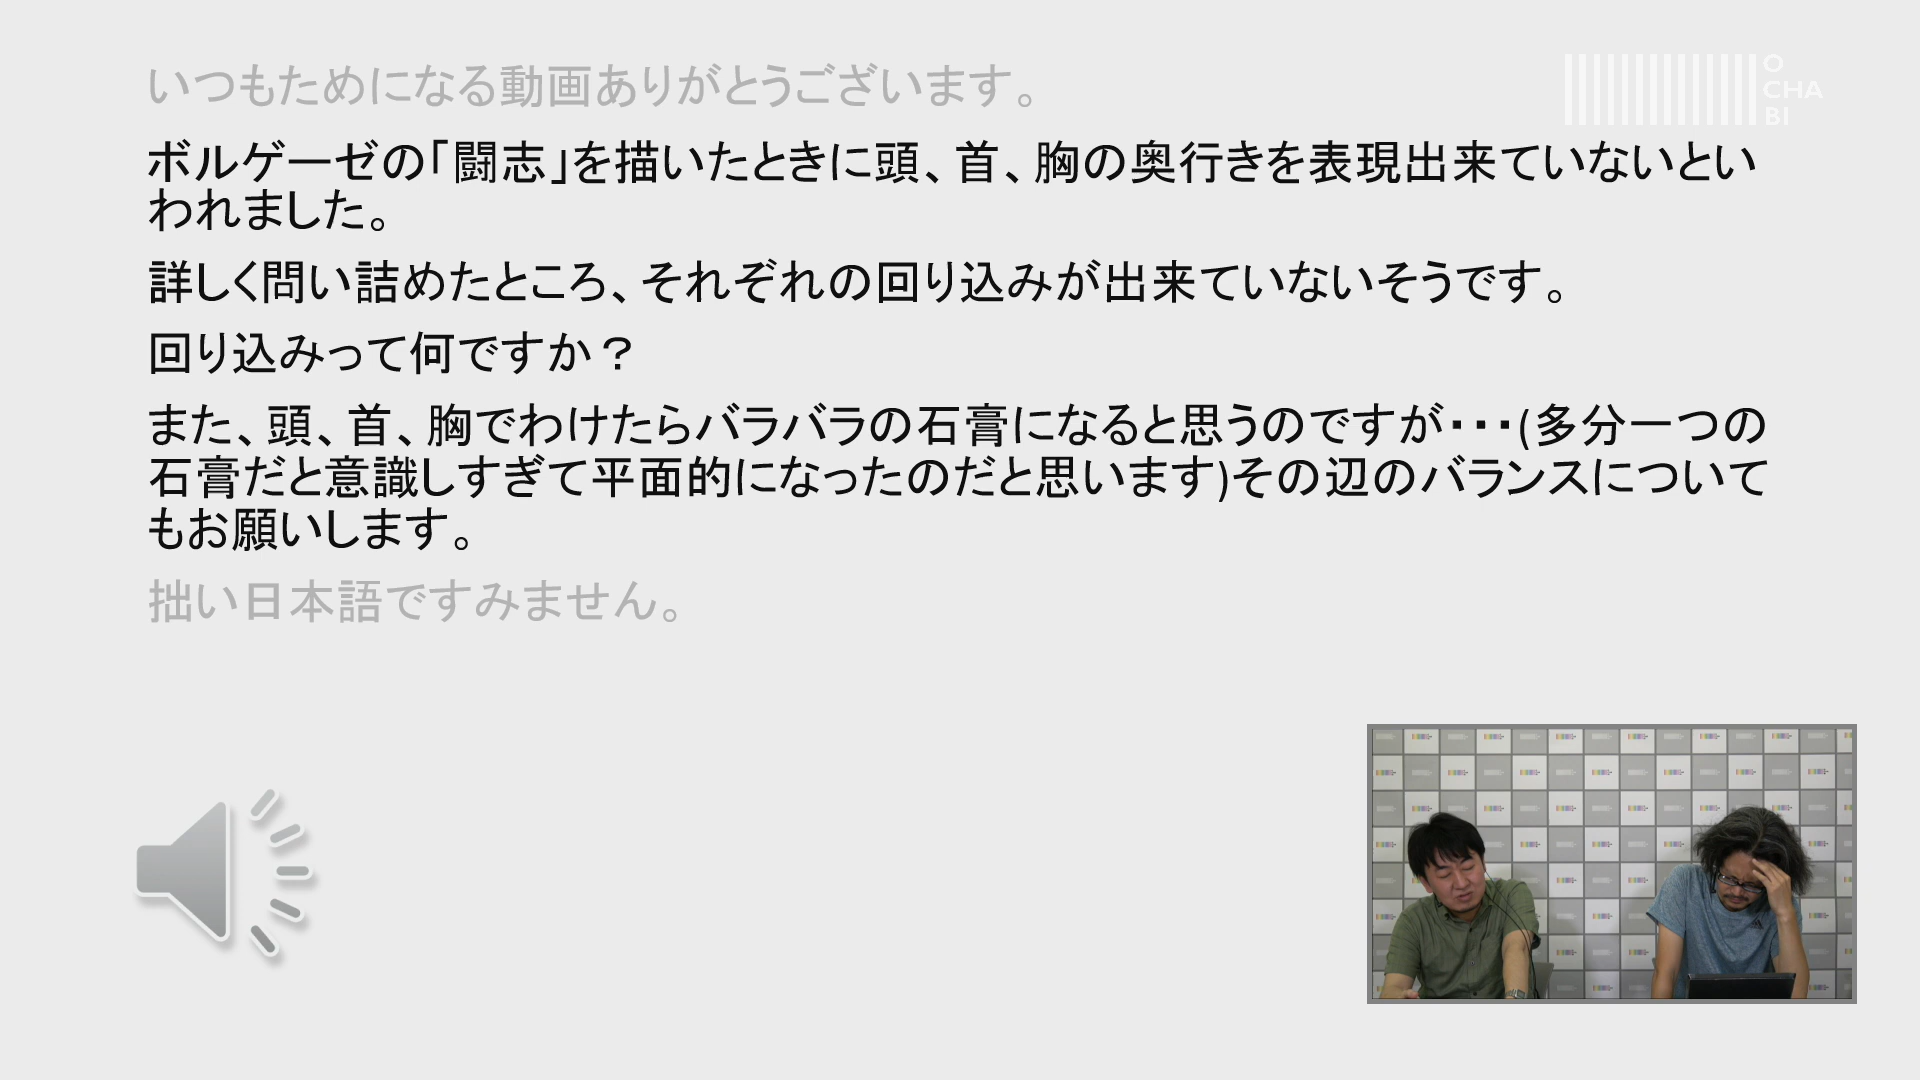 いつもためになる動画ありがとうございます。
O
CHA
BI
ボルゲーゼの「闘志」を描いたときに頭、首、胸の奥行きを表現出来ていないとい
われました。
詳しく問い詰めたところ、それぞれの回り込みが出来ていないそうです。
回り込みって何ですか？
また、頭、首、胸でわけたらバラバラの石膏になると思うのですが・・・(多分一つの
石膏だと意識しすぎて平面的になったのだと思います)その辺のバランスについて
もお願いします。
拙い日本語ですみません。